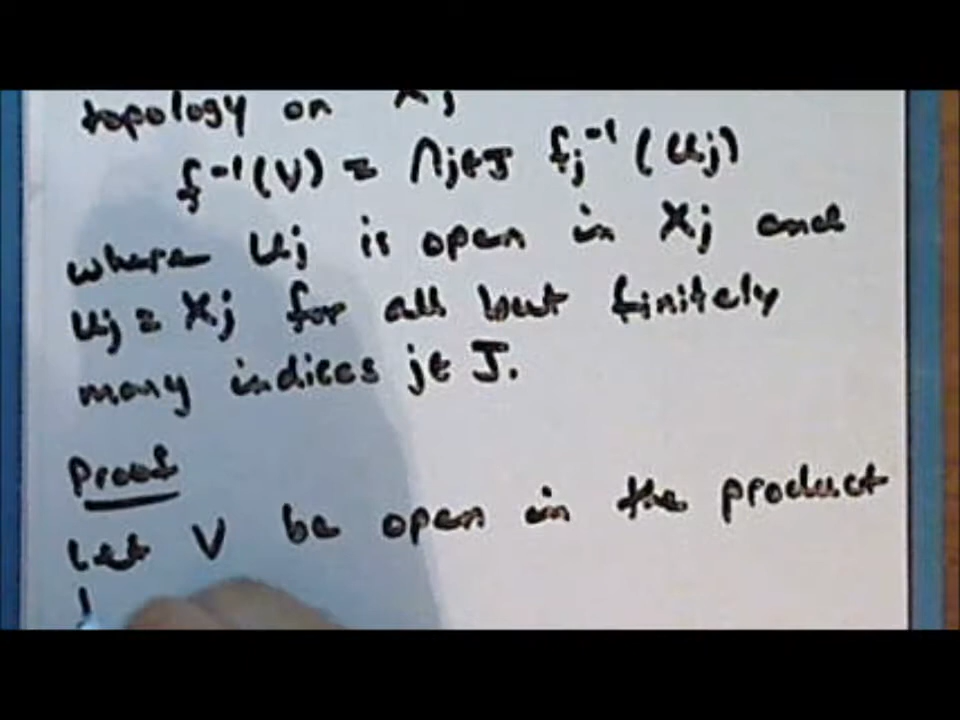 topology on Xj
f⁻¹(V) = ∩j∈J fj⁻¹(Uj)
where Uj is open in Xj and
Uj = Xj for all but finitely
many indices j∈J.
Proof
Let V be open in the product